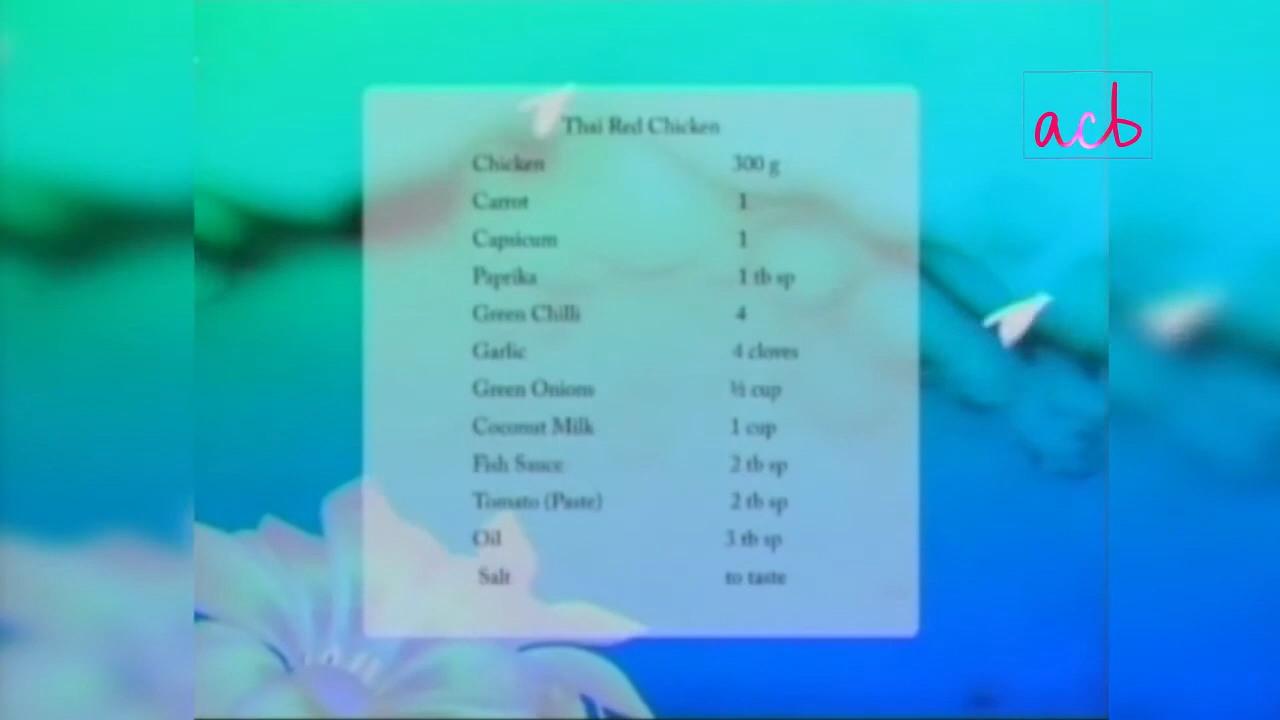 acb
Thai Red Chicken
Chicken 300 g
Carrot 1
Capsicum 1
Paprika 1 tb sp
Green Chilli 4
Garlic 4 cloves
Green Onions ½ cup
Coconut Milk 1 cup
Fish Sauce 2 tb sp
Tomato (Paste) 2 tb sp
Oil 3 tb sp
Salt to taste